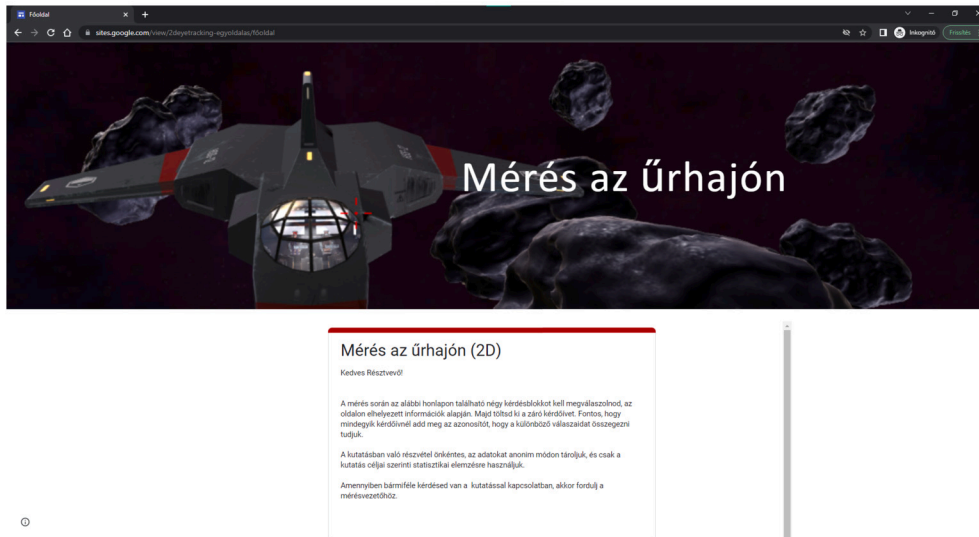 Főoldal
sites.google.com/view/2deyetracking-egyoldalas/főoldal
Inkognitó
Frissítés
Mérés az űrhajón
Mérés az űrhajón (2D)
Kedves Résztvevő!
A mérés során az alábbi honlapon található négy kérdésblokkot kell megválaszolnod, az
oldalon elhelyezett információk alapján. Majd töltsd ki a záró kérdőívet. Fontos, hogy
mindegyik kérdőívnél add meg az azonosítót, hogy a különböző válaszaidat összegezni
tudjuk.
A kutatásban való részvétel önkéntes, az adatokat anonim módon tároljuk, és csak a
kutatás céljai szerinti statisztikai elemzésre használjuk.
Amennyiben bármiféle kérdésed van a kutatással kapcsolatban, akkor fordulj a
mérésvezetőhöz.